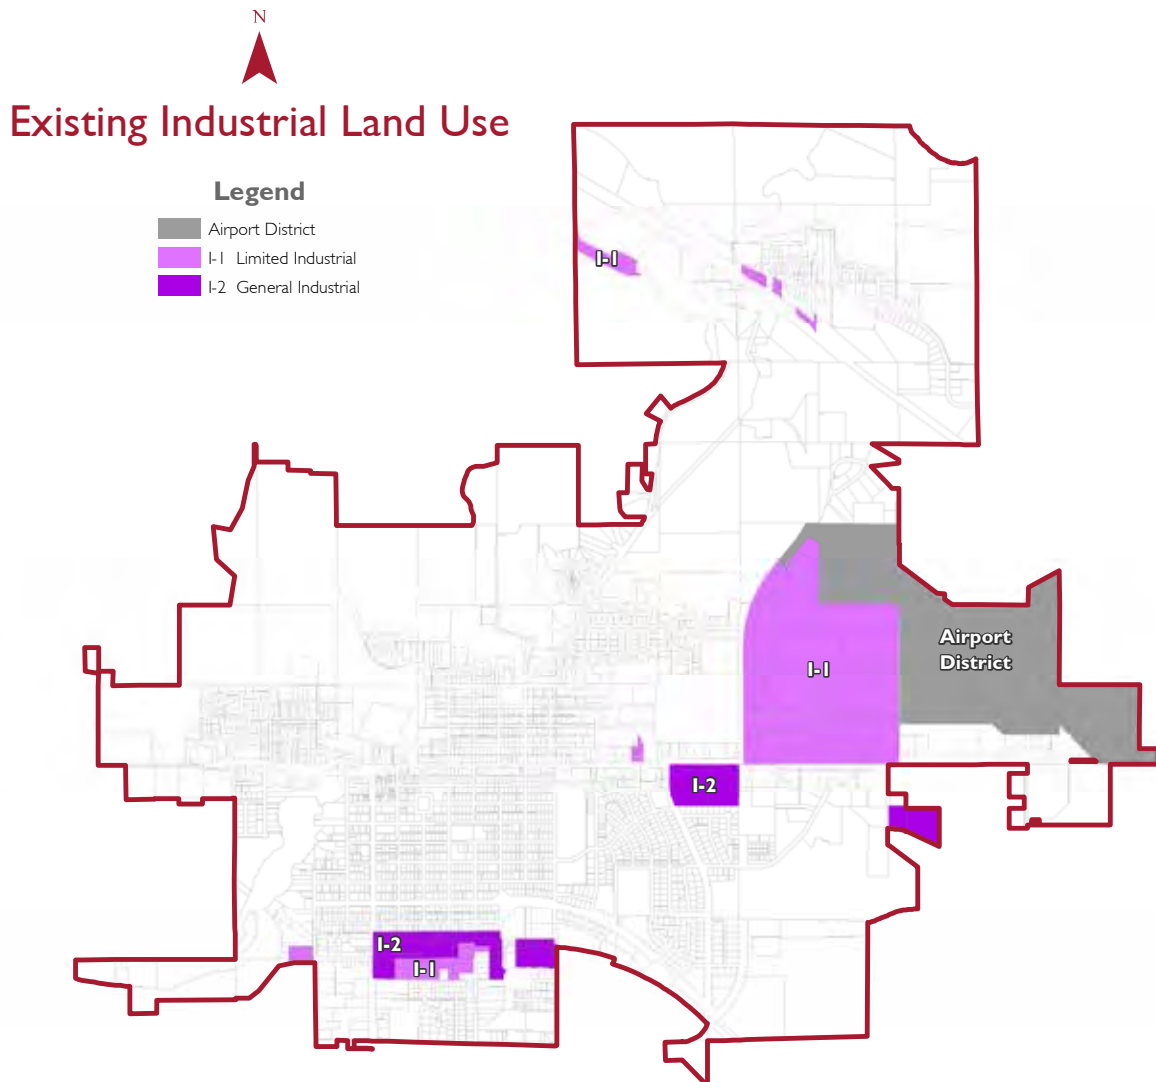 N
Existing Industrial Land Use
Legend
Airport District
I-1 Limited Industrial
I-2 General Industrial
I-1
Airport
District
I-1
I-2
I-2
I-1